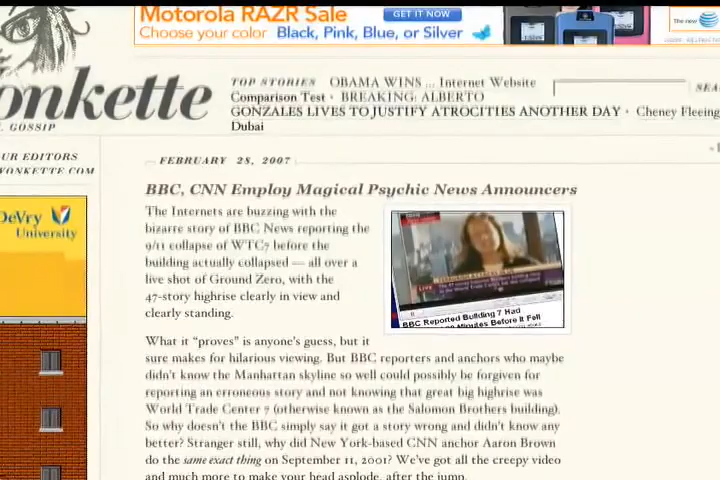 Motorola RAZR Sale
GET IT NOW
Choose your color Black, Pink, Blue, or Silver
The new at&t
onkette
GOSSIP
TOP STORIES OBAMA WINS ... Internet Website
Comparison Test • BREAKING: ALBERTO
GONZALES LIVES TO JUSTIFY ATROCITIES ANOTHER DAY • Cheney Fleeing
Dubai
SEA
UR EDITORS
WONKETTE.COM
DeVry
University
FEBRUARY 28, 2007
BBC, CNN Employ Magical Psychic News Announcers
The Internets are buzzing with the
bizarre story of BBC News reporting the
9/11 collapse of WTC7 before the
building actually collapsed — all over a
live shot of Ground Zero, with the
47-story highrise clearly in view and
clearly standing.
LIVE
BBC Reported Building 7 Had
Minutes Before It Fell
What it "proves" is anyone's guess, but it
sure makes for hilarious viewing. But BBC reporters and anchors who maybe
didn't know the Manhattan skyline so well could possibly be forgiven for
reporting an erroneous story and not knowing that great big highrise was
World Trade Center 7 (otherwise known as the Salomon Brothers building).
So why doesn't the BBC simply say it got a story wrong and didn't know any
better? Stranger still, why did New York-based CNN anchor Aaron Brown
do the same exact thing on September 11, 2001? We've got all the creepy video
and much more to make your head asplode, after the jump.